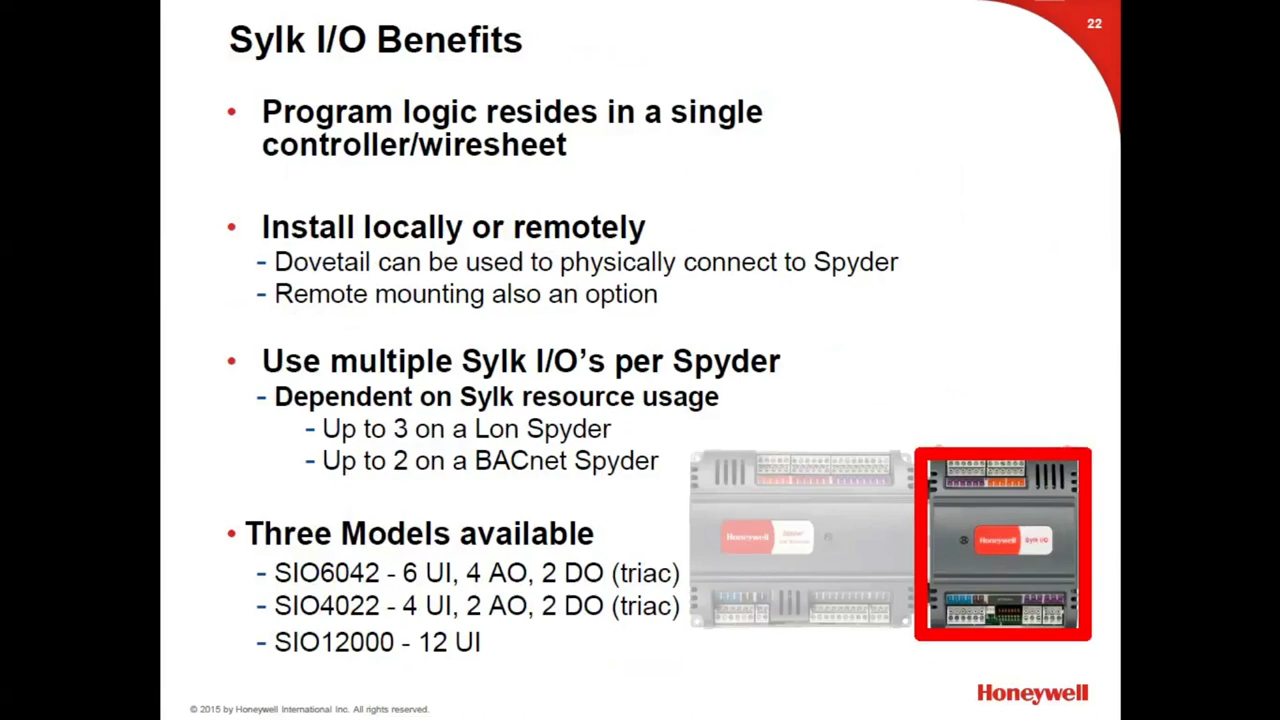 22
Sylk I/O Benefits
• Program logic resides in a single
controller/wiresheet
• Install locally or remotely
- Dovetail can be used to physically connect to Spyder
- Remote mounting also an option
• Use multiple Sylk I/O's per Spyder
- Dependent on Sylk resource usage
- Up to 3 on a Lon Spyder
- Up to 2 on a BACnet Spyder
• Three Models available
- SIO6042 - 6 UI, 4 AO, 2 DO (triac)
- SIO4022 - 4 UI, 2 AO, 2 DO (triac)
- SIO12000 - 12 UI
Honeywell
Honeywell Sylk I/O
Honeywell
© 2015 by Honeywell International Inc. All rights reserved.